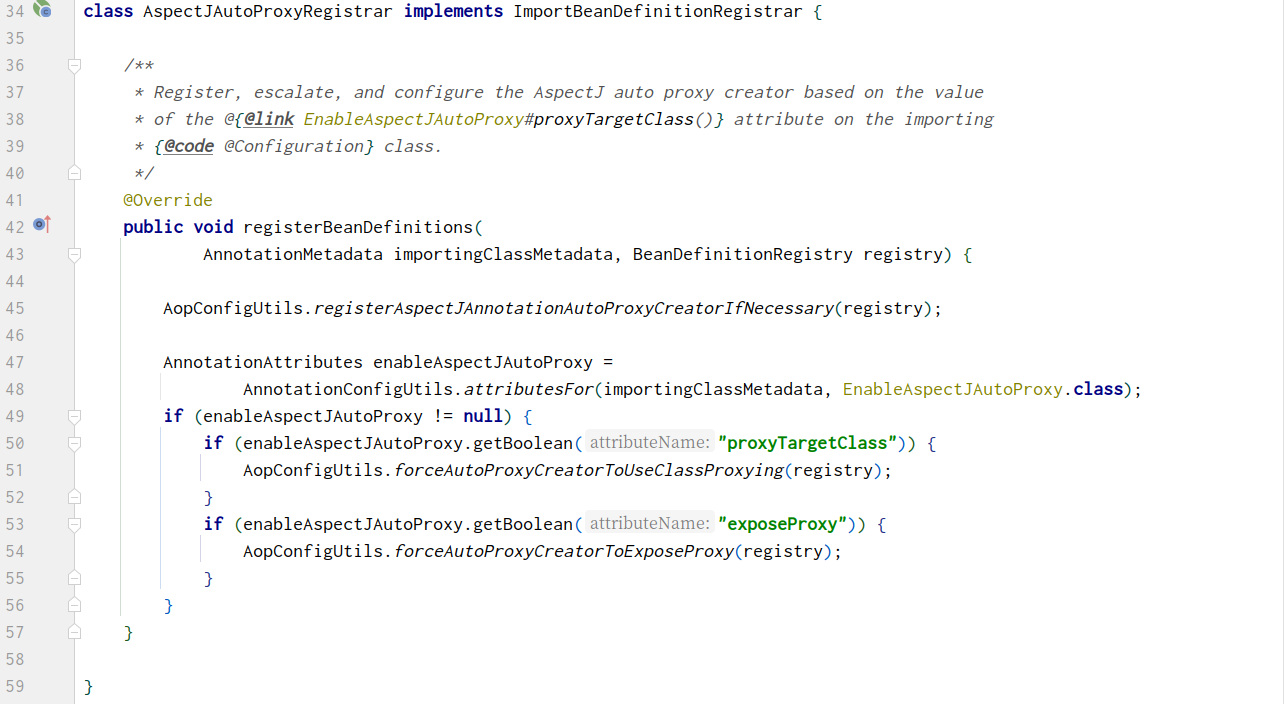 34 class AspectJAutoProxyRegistrar implements ImportBeanDefinitionRegistrar {
35
36 /**
37 * Register, escalate, and configure the AspectJ auto proxy creator based on the value
38 * of the @{@link EnableAspectJAutoProxy#proxyTargetClass()} attribute on the importing
39 * {@code @Configuration} class.
40 */
41 @Override
42 public void registerBeanDefinitions(
43 AnnotationMetadata importingClassMetadata, BeanDefinitionRegistry registry) {
44
45 AopConfigUtils.registerAspectJAnnotationAutoProxyCreatorIfNecessary(registry);
46
47 AnnotationAttributes enableAspectJAutoProxy =
48 AnnotationConfigUtils.attributesFor(importingClassMetadata, EnableAspectJAutoProxy.class);
49 if (enableAspectJAutoProxy != null) {
50 if (enableAspectJAutoProxy.getBoolean( attributeName: "proxyTargetClass")) {
51 AopConfigUtils.forceAutoProxyCreatorToUseClassProxying(registry);
52 }
53 if (enableAspectJAutoProxy.getBoolean( attributeName: "exposeProxy")) {
54 AopConfigUtils.forceAutoProxyCreatorToExposeProxy(registry);
55 }
56 }
57 }
58
59 }